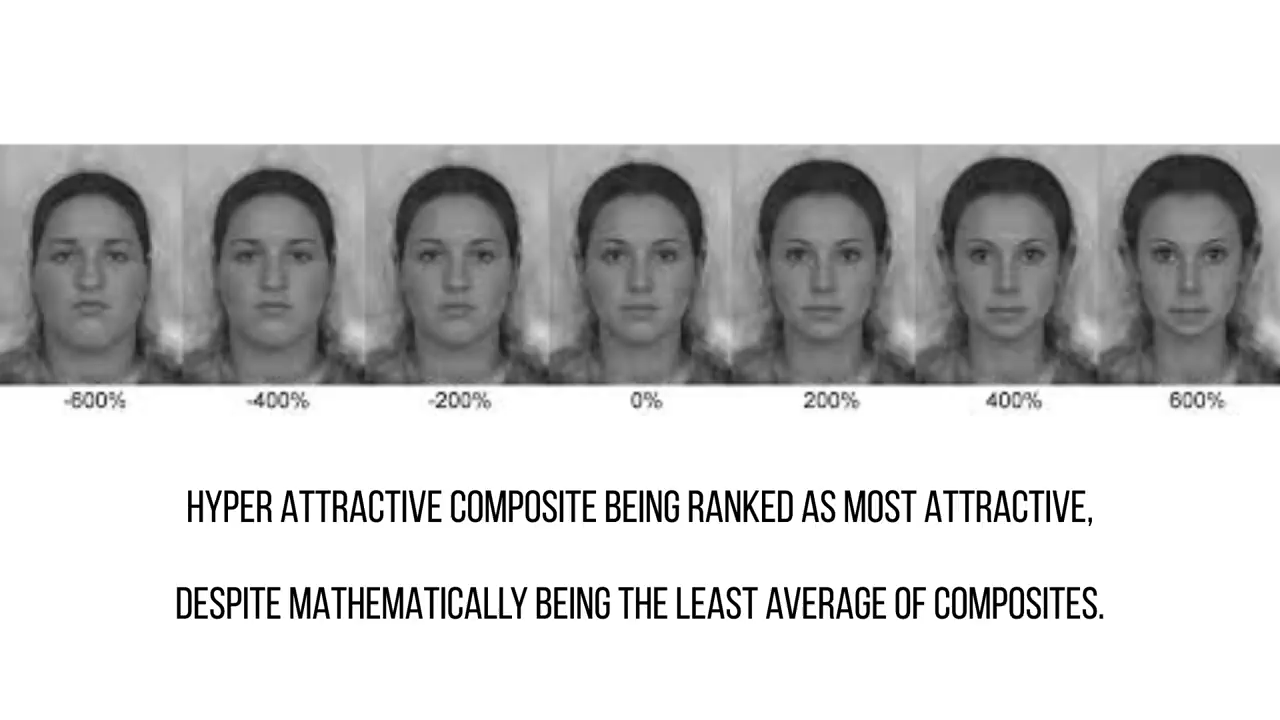 -600% -400% -200% 0% 200% 400% 600%
HYPER ATTRACTIVE COMPOSITE BEING RANKED AS MOST ATTRACTIVE,
DESPITE MATHEMATICALLY BEING THE LEAST AVERAGE OF COMPOSITES.